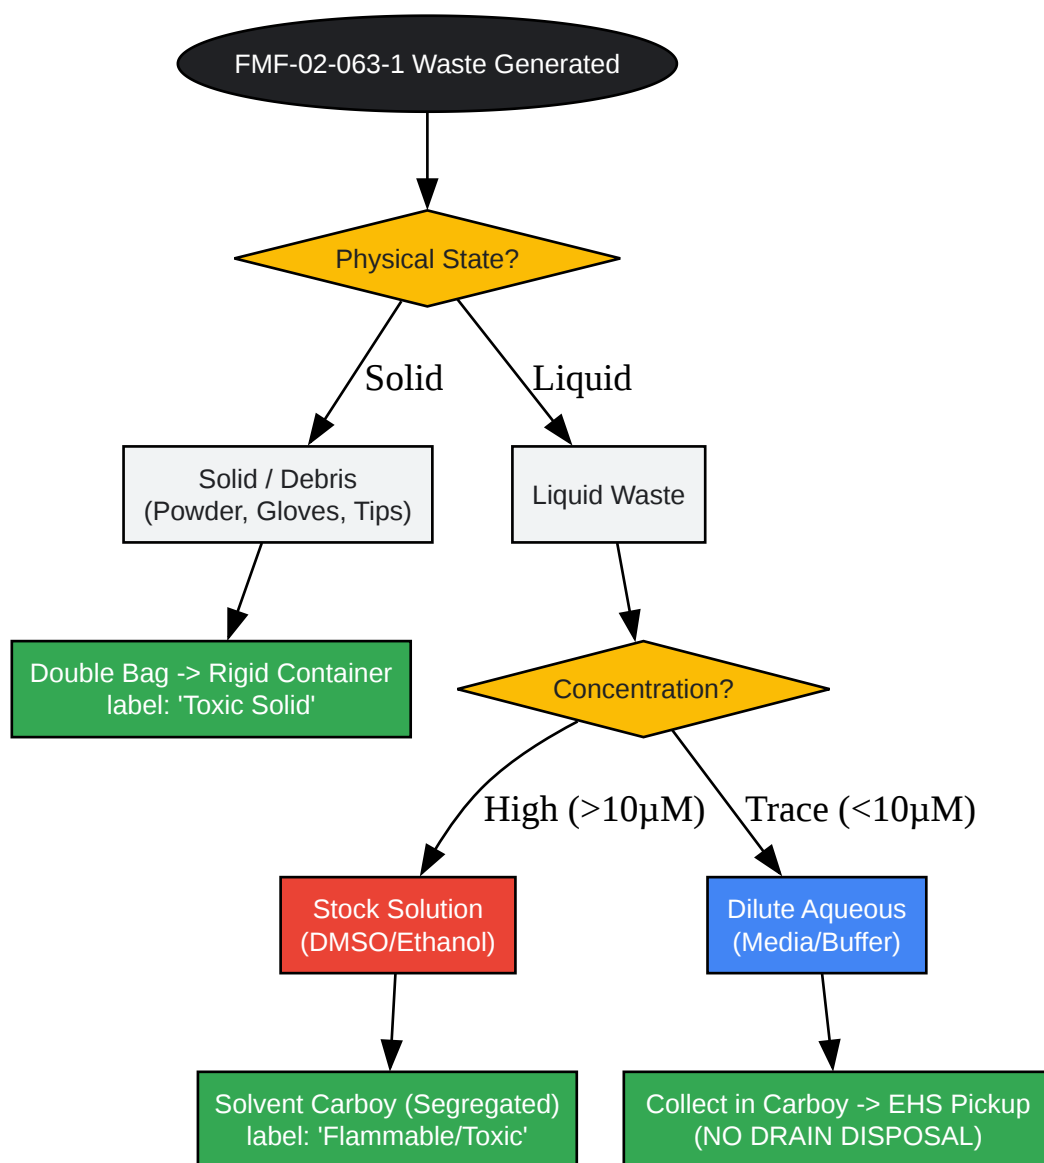 FMF-02-063-1 Waste Generated
Physical State?
Solid
Liquid
Solid / Debris
(Powder, Gloves, Tips)
Liquid Waste
Double Bag -> Rigid Container
label: 'Toxic Solid'
Concentration?
High (>10µM)
Trace (<10µM)
Stock Solution
(DMSO/Ethanol)
Dilute Aqueous
(Media/Buffer)
Solvent Carboy (Segregated)
label: 'Flammable/Toxic'
Collect in Carboy -> EHS Pickup
(NO DRAIN DISPOSAL)